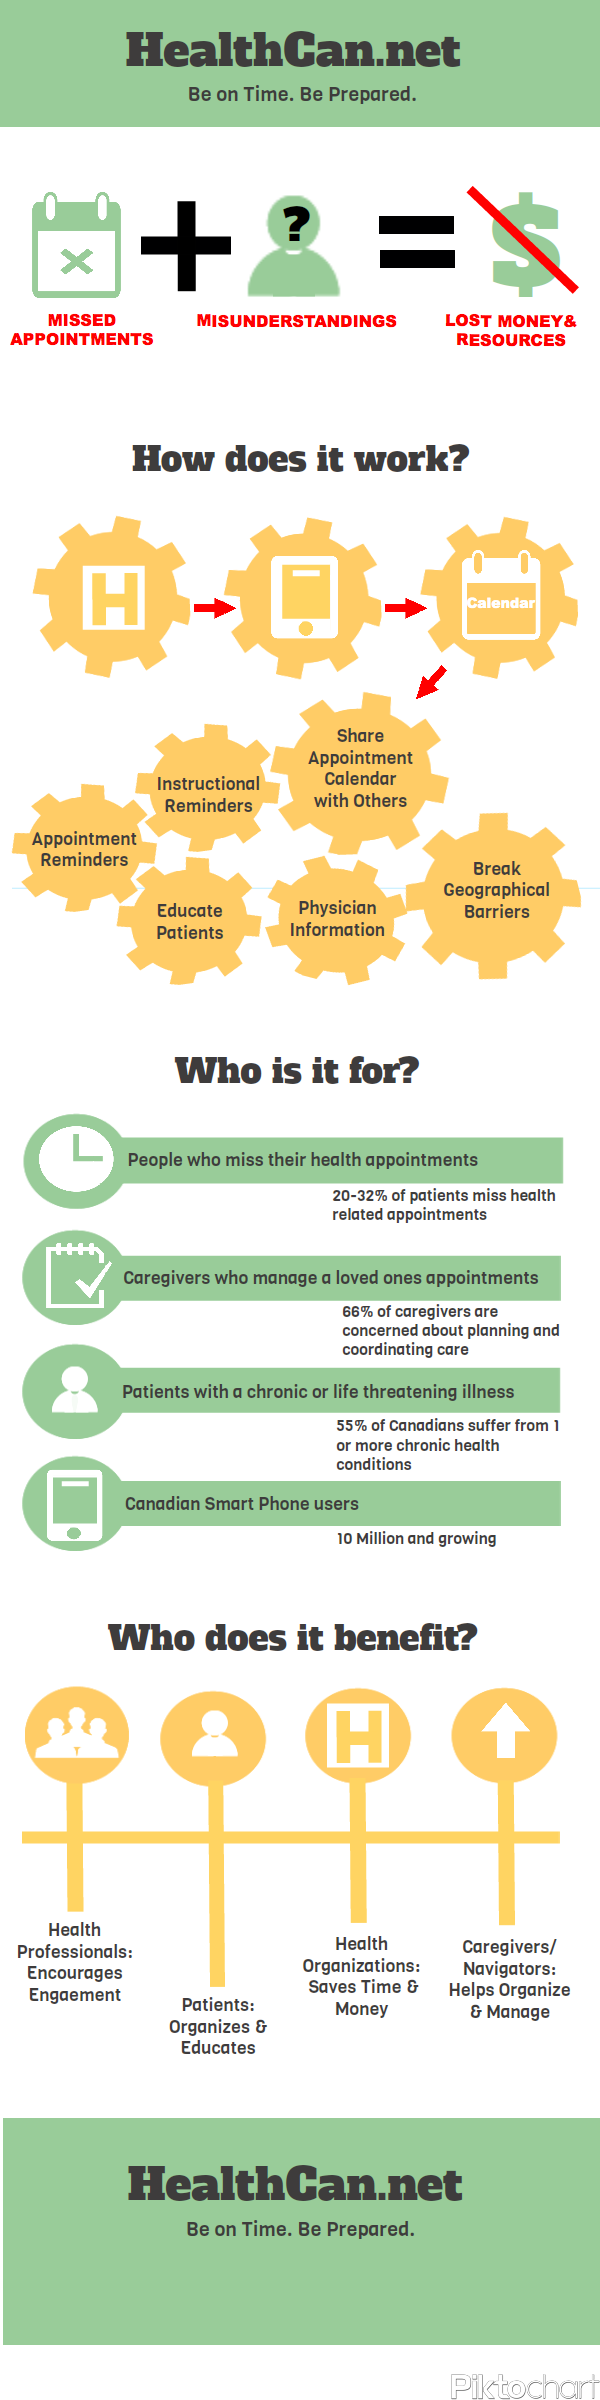 HealthCan.net
Be on Time. Be Prepared.
?
MISSED
APPOINTMENTS
MISUNDERSTANDINGS
$
LOST MONEY&
RESOURCES
How does it work?
H
Calendar
Share
Appointment
Calendar
with Others
Instructional
Reminders
Appointment
Reminders
Break
Geographical
Barriers
Educate
Patients
Physician
Information
Who is it for?
People who miss their health appointments
20-32% of patients miss health
related appointments
Caregivers who manage a loved ones appointments
66% of caregivers are
concerned about planning and
coordinating care
Patients with a chronic or life threatening illness
55% of Canadians suffer from 1
or more chronic health
conditions
Canadian Smart Phone users
10 Million and growing
Who does it benefit?
H
Health
Professionals:
Encourages
Engaement
Patients:
Organizes &
Educates
Health
Organizations:
Saves Time &
Money
Caregivers/
Navigators:
Helps Organize
& Manage
HealthCan.net
Be on Time. Be Prepared.
Piktochart